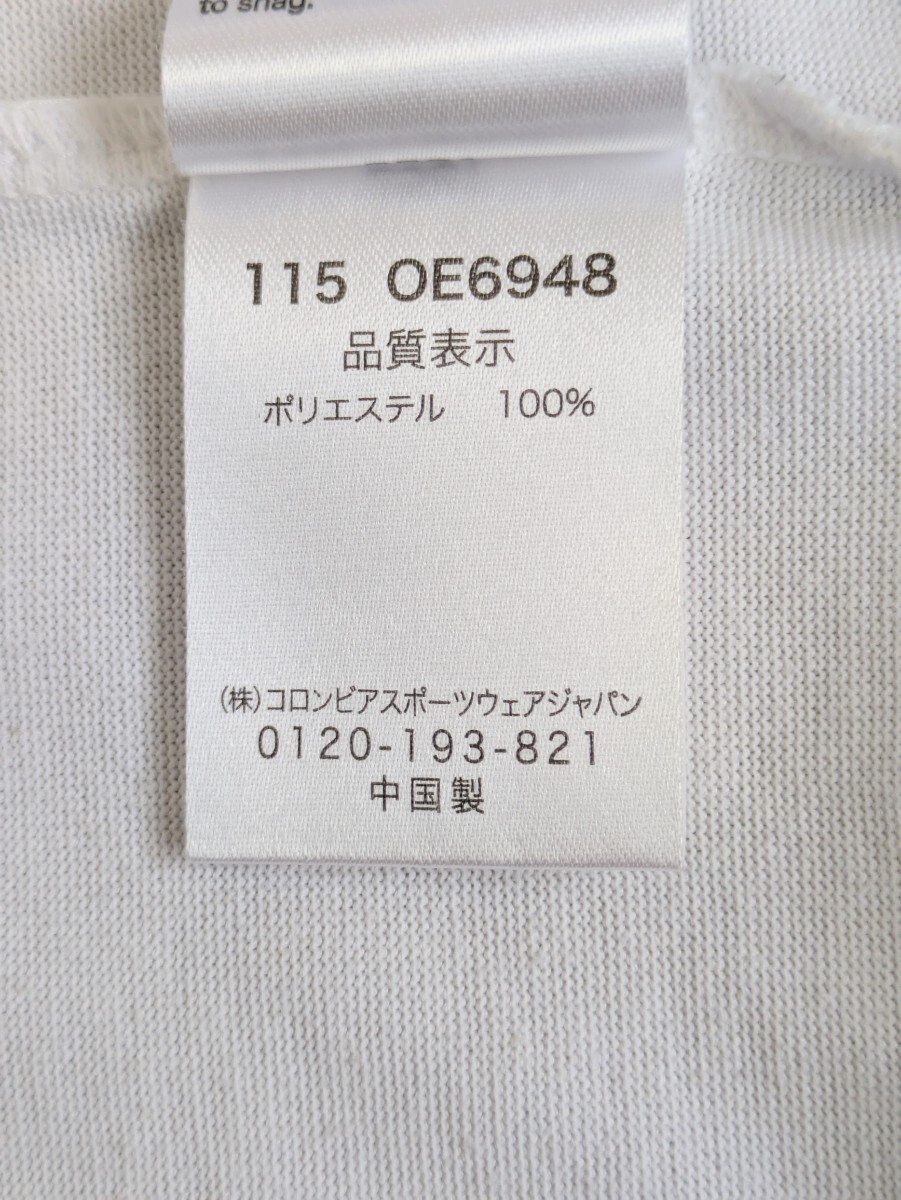 to snag.
115 OE6948
品質表示
ポリエステル 100%
(株)コロンビアスポーツウェアジャパン
0120-193-821
中国製